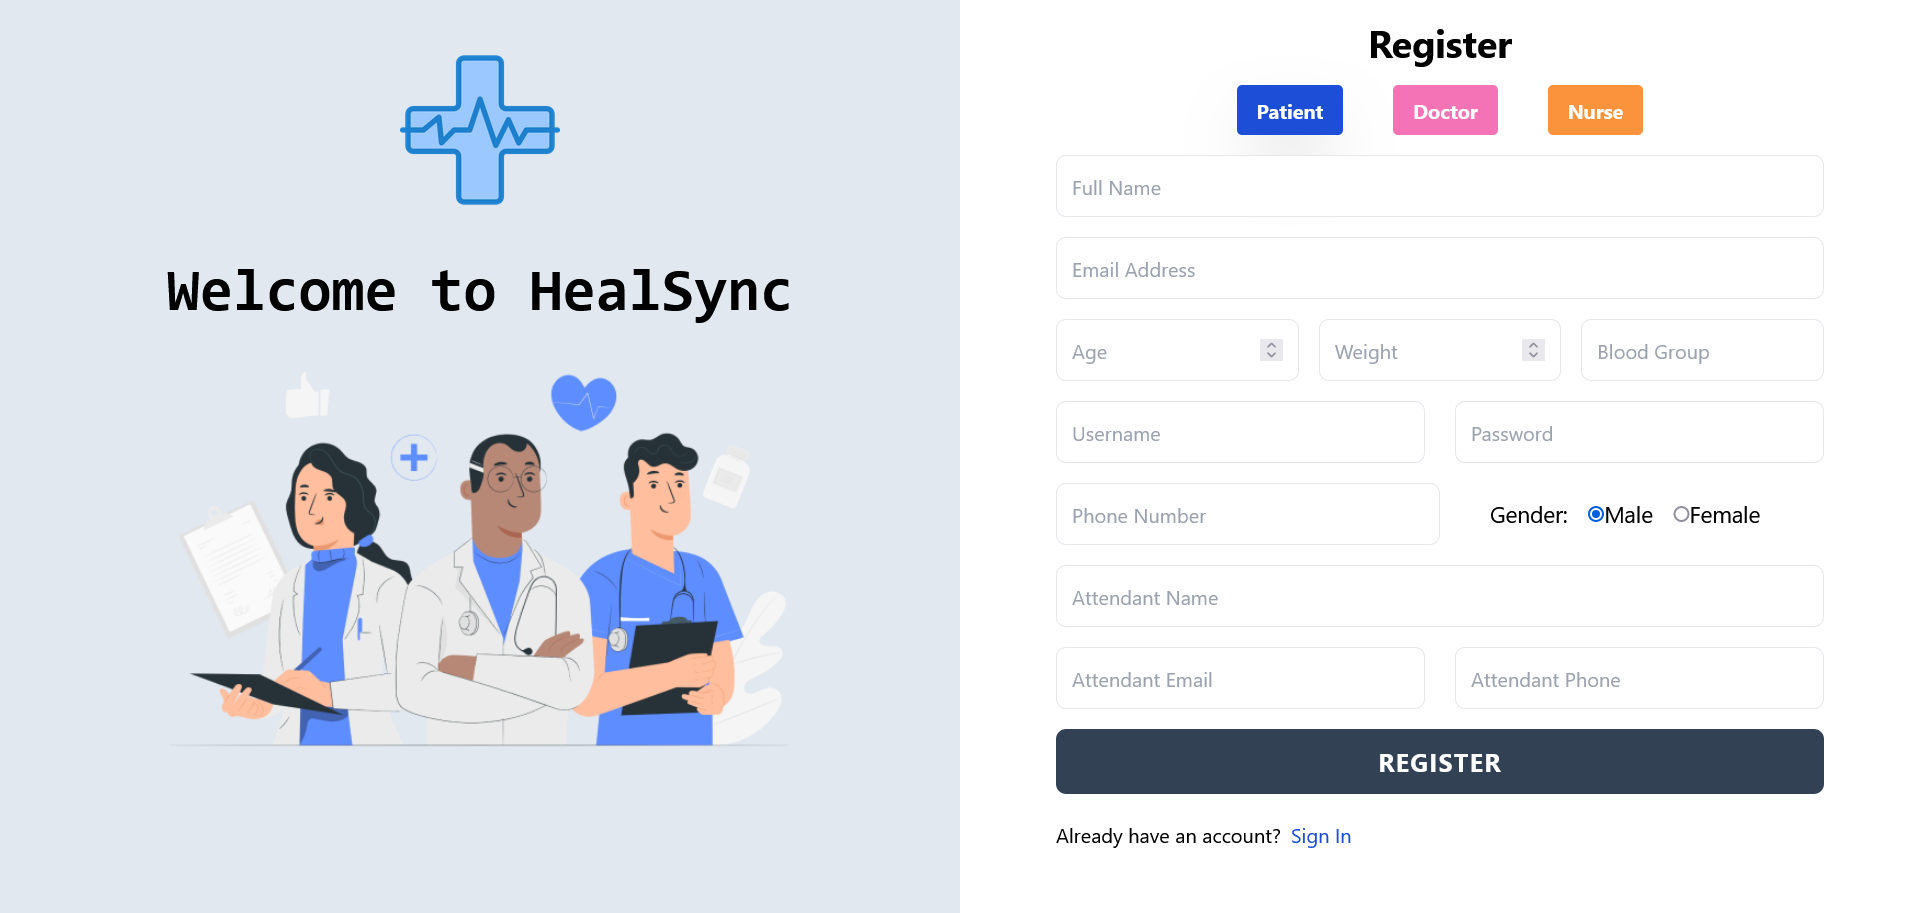 Welcome to HealSync
Register
Patient Doctor Nurse
Full Name
Email Address
Age Weight Blood Group
Username Password
Phone Number Gender: Male Female
Attendant Name
Attendant Email Attendant Phone
REGISTER
Already have an account? Sign In